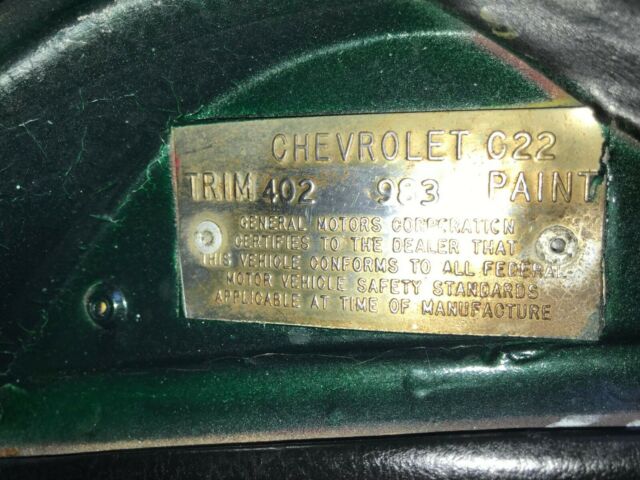 CHEVROLET C22
TRIM 402 983 PAINT
GENERAL MOTORS CORPORATION
CERTIFIES TO THE DEALER THAT
THIS VEHICLE CONFORMS TO ALL FEDERAL
MOTOR VEHICLE SAFETY STANDARDS
APPLICABLE AT TIME OF MANUFACTURE